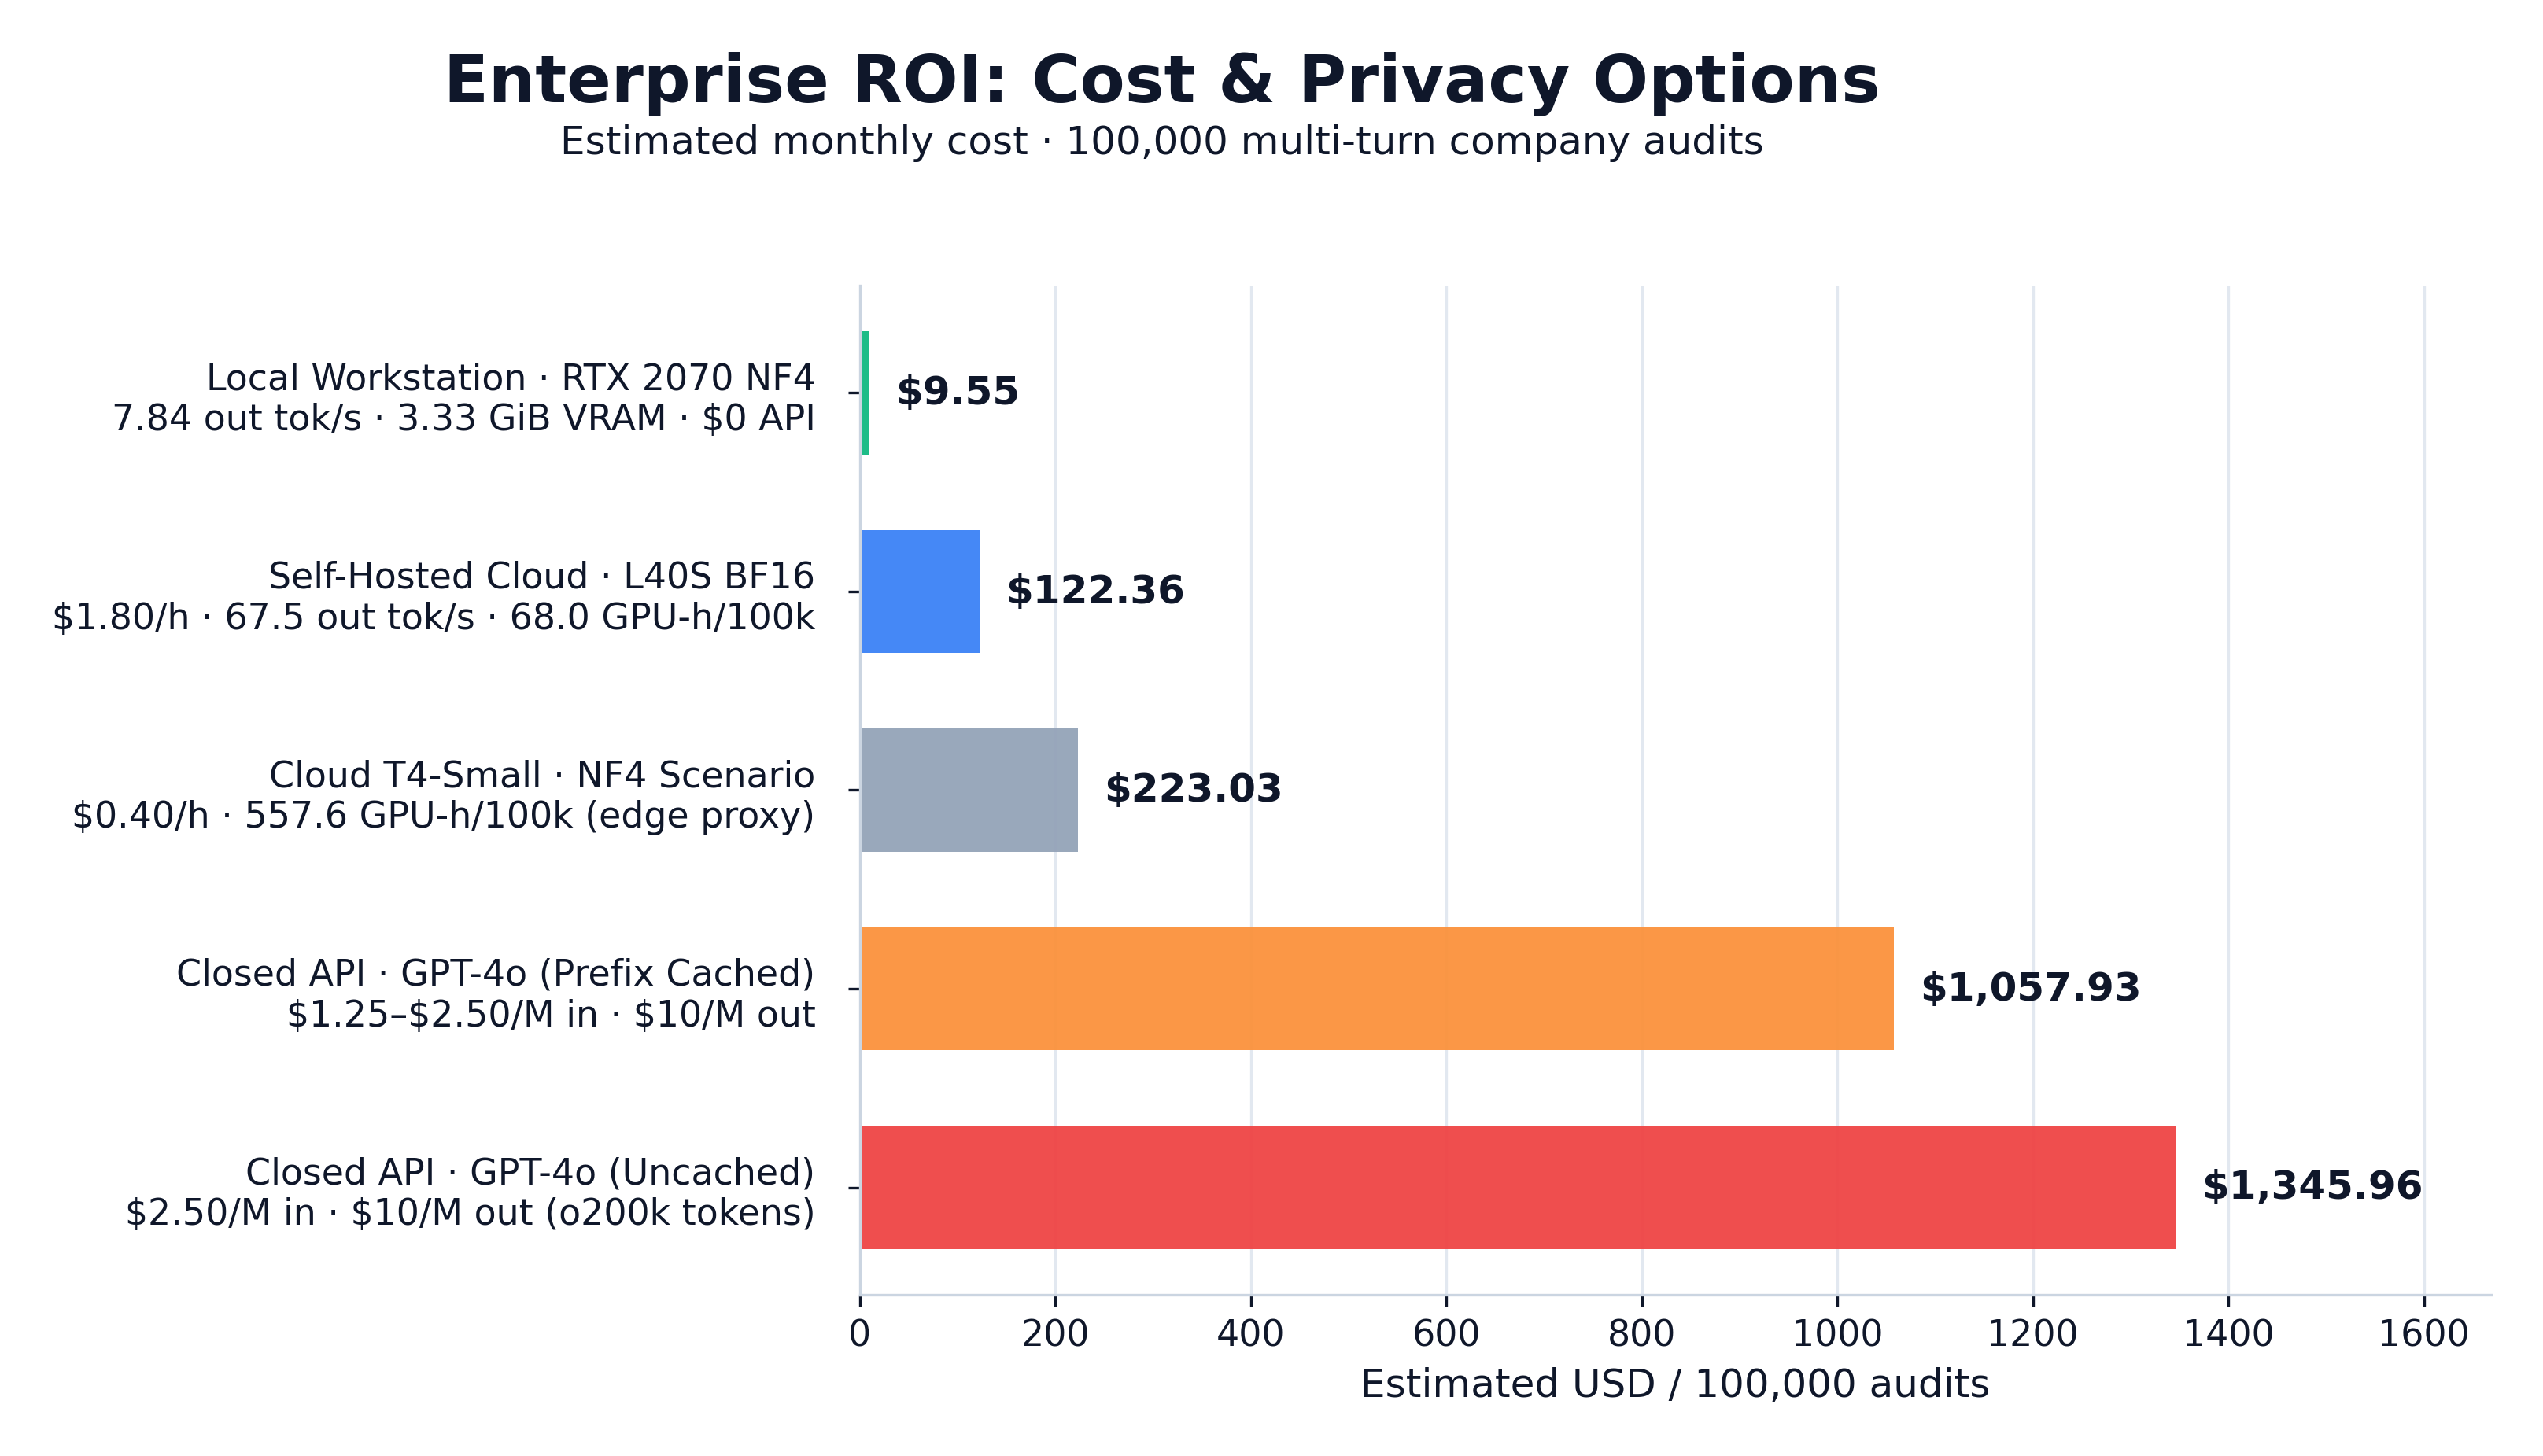 Enterprise ROI: Cost & Privacy Options
Estimated monthly cost · 100,000 multi-turn company audits
Local Workstation · RTX 2070 NF4
7.84 out tok/s · 3.33 GiB VRAM · $0 API
$9.55
Self-Hosted Cloud · L40S BF16
$1.80/h · 67.5 out tok/s · 68.0 GPU-h/100k
$122.36
Cloud T4-Small · NF4 Scenario
$0.40/h · 557.6 GPU-h/100k (edge proxy)
$223.03
Closed API · GPT-4o (Prefix Cached)
$1.25–$2.50/M in · $10/M out
$1,057.93
Closed API · GPT-4o (Uncached)
$2.50/M in · $10/M out (o200k tokens)
$1,345.96
0 200 400 600 800 1000 1200 1400 1600
Estimated USD / 100,000 audits